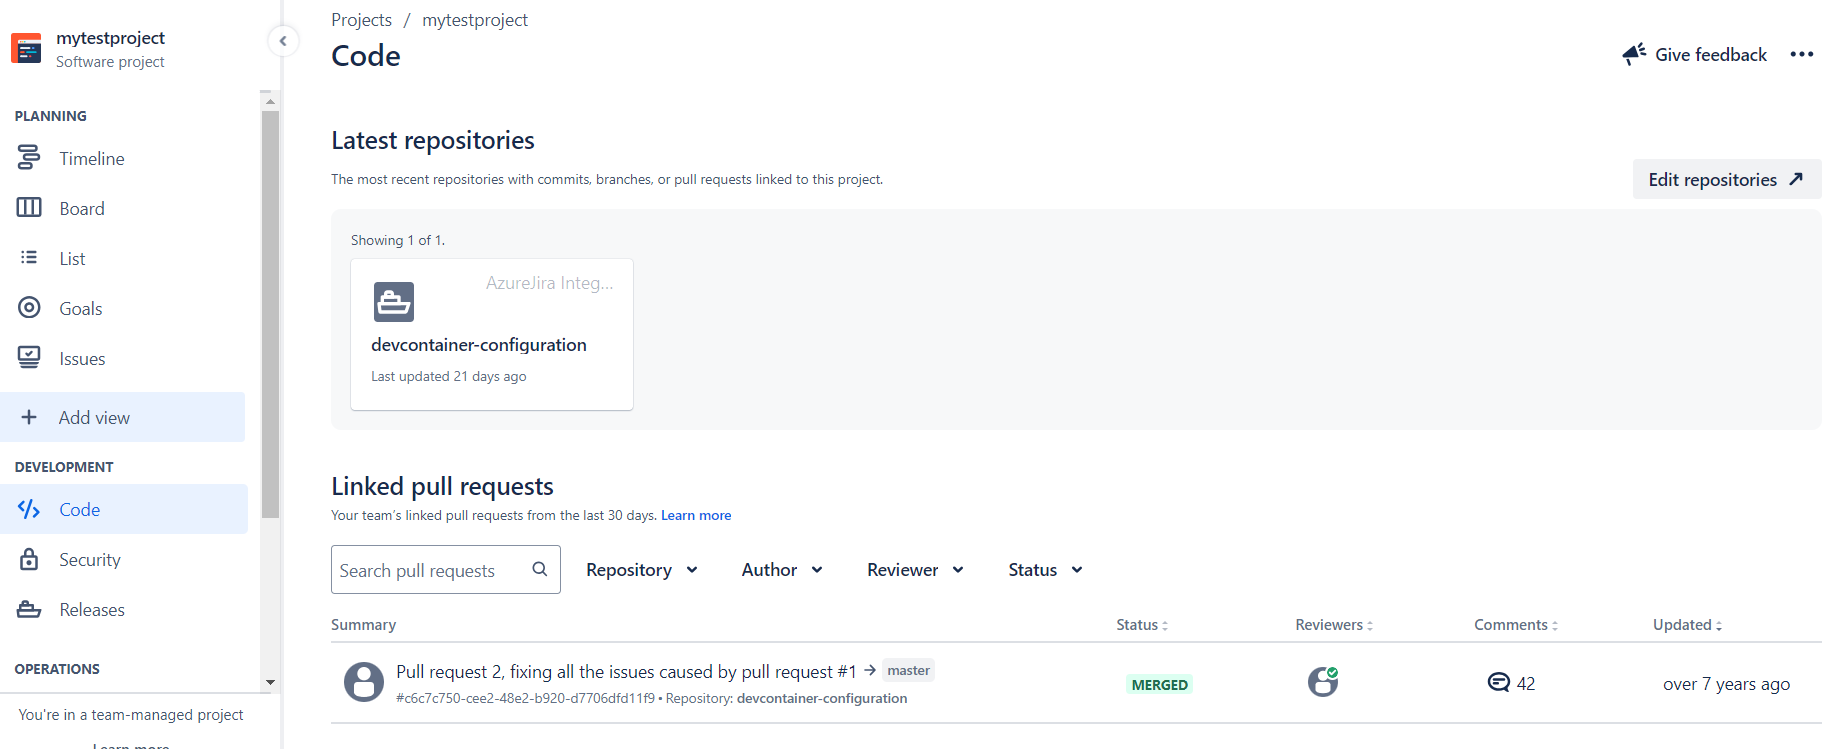 mytestproject
Software project
PLANNING
Timeline
Board
List
Goals
Issues
Add view
DEVELOPMENT
Code
Security
Releases
OPERATIONS
You're in a team-managed project
Learn more
Projects / mytestproject
Code
Give feedback
Latest repositories
The most recent repositories with commits, branches, or pull requests linked to this project.
Edit repositories
Showing 1 of 1.
AzureJira Integ...
devcontainer-configuration
Last updated 21 days ago
Linked pull requests
Your team's linked pull requests from the last 30 days. Learn more
Search pull requests Repository Author Reviewer Status
Summary Status Reviewers Comments Updated
Pull request 2, fixing all the issues caused by pull request #1 → master
#c6c7c750-cee2-48e2-b920-d7706dfd11f9 • Repository: devcontainer-configuration
MERGED
42
over 7 years ago